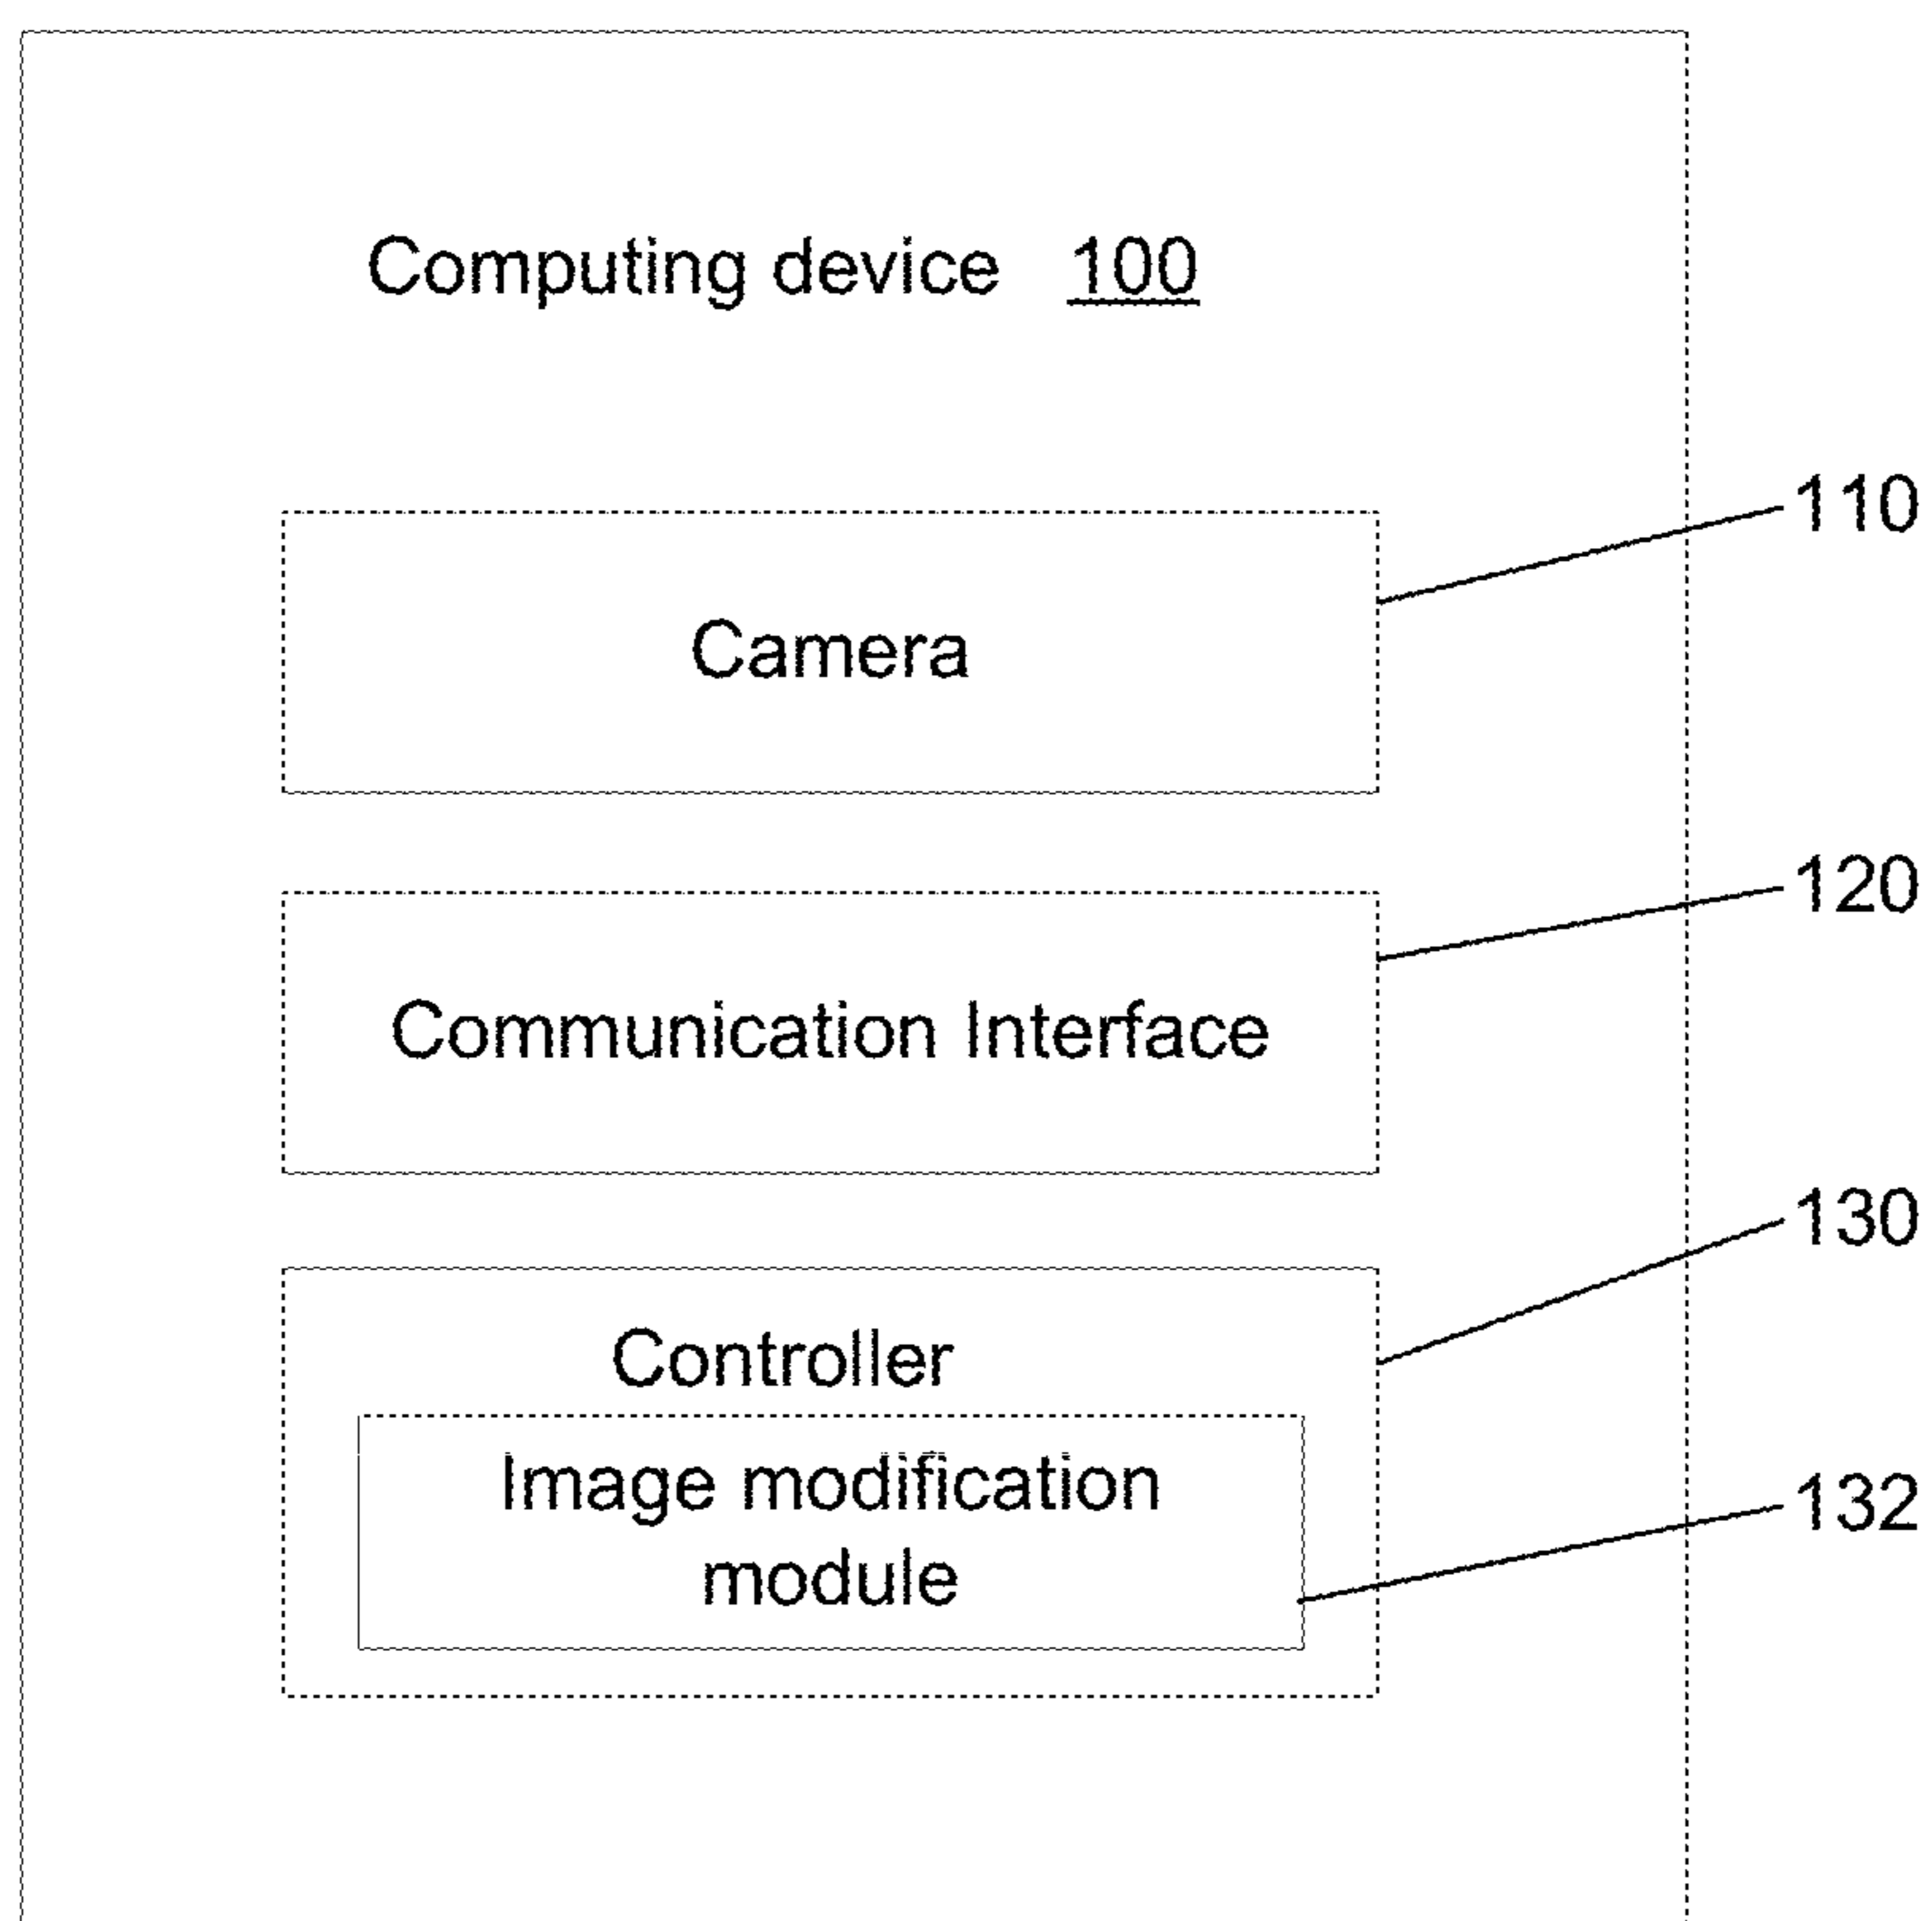 Computing device 100
110
Camera
120
Communication Interface
130
Controller
Image modification
module
132